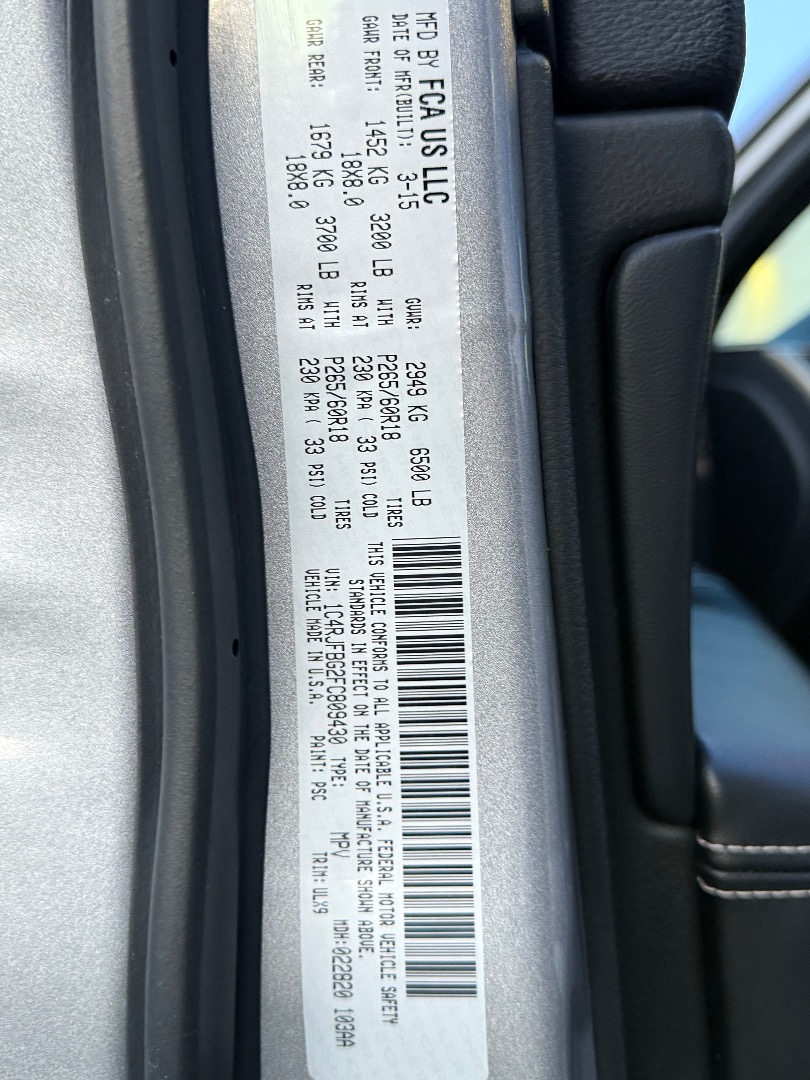 MFD BY FCA US LLC
DATE OF MFR(BUILT): 3-15 GVWR: 2949 KG 6500 LB
GAWR FRONT: 1452 KG 3200 LB WITH P265/60R18 TIRES
18X8.0 RIMS AT 230 KPA ( 33 PSI) COLD
GAWR REAR: 1679 KG 3700 LB WITH P265/60R18 TIRES
18X8.0 RIMS AT 230 KPA ( 33 PSI) COLD
THIS VEHICLE CONFORMS TO ALL APPLICABLE U.S.A. FEDERAL MOTOR VEHICLE SAFETY
STANDARDS IN EFFECT ON THE DATE OF MANUFACTURE SHOWN ABOVE.
VIN: 1C4RJFBG2FC809430 TYPE: MPV MDH:022820 103AA
VEHICLE MADE IN U.S.A. PAINT: PSC TRIM: ULX9